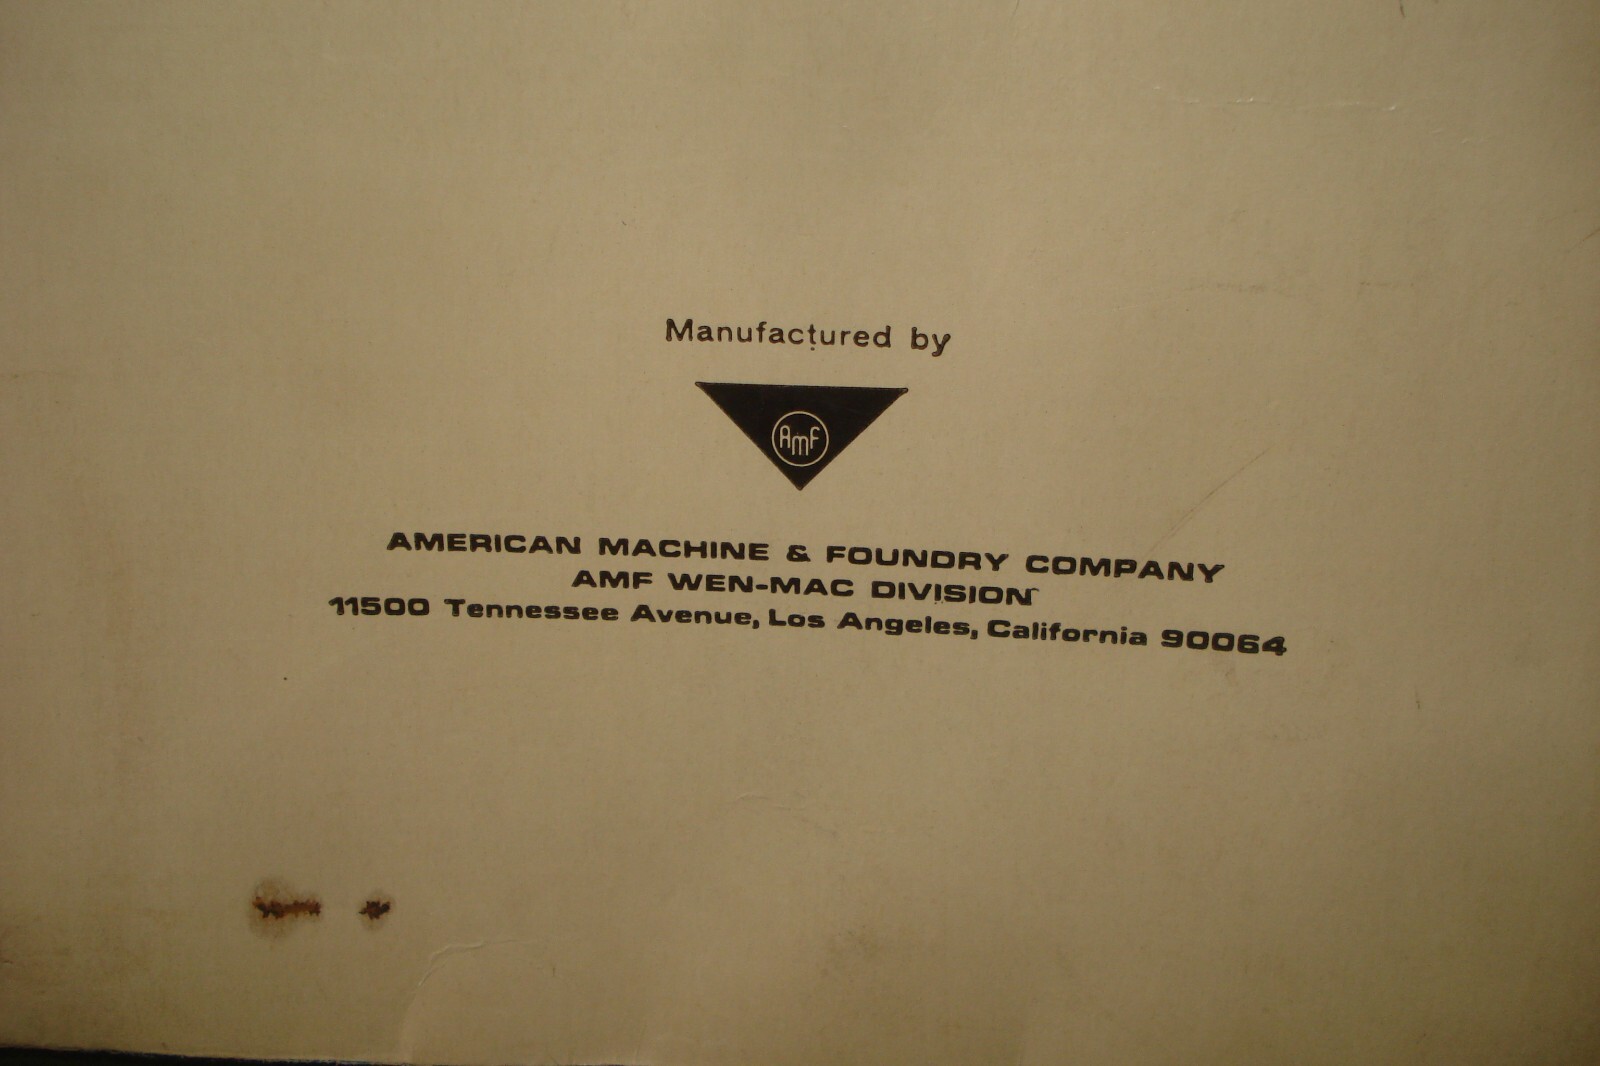 Manufactured by
AMF
AMERICAN MACHINE & FOUNDRY COMPANY
AMF WEN-MAC DIVISION
11500 Tennessee Avenue, Los Angeles, California 90064